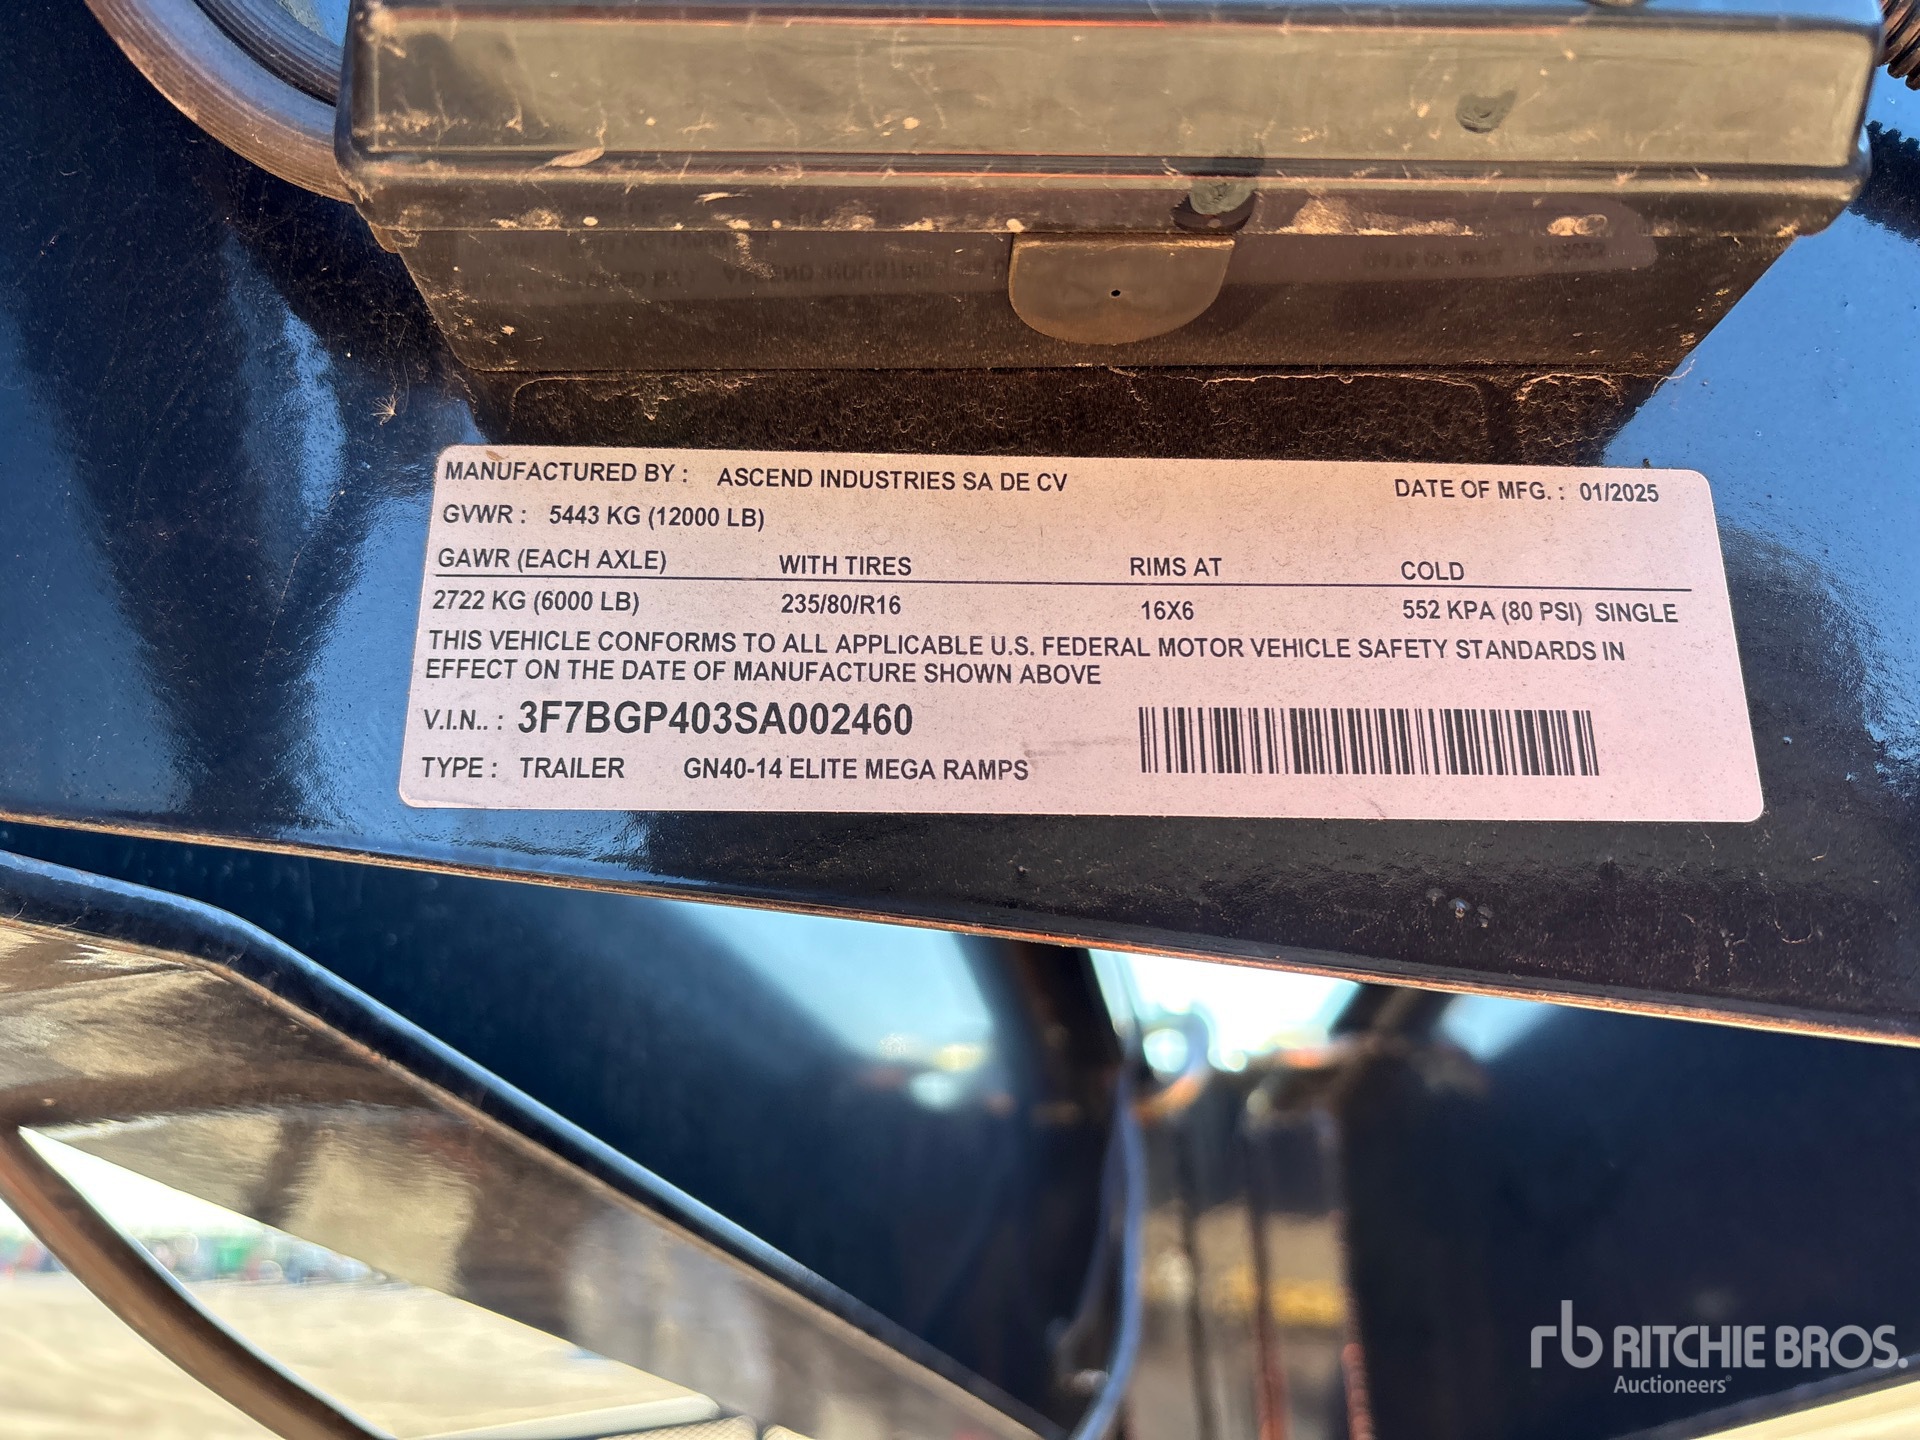 MANUFACTURED BY : ASCEND INDUSTRIES SA DE CV DATE OF MFG. : 01/2025
GVWR : 5443 KG (12000 LB)
GAWR (EACH AXLE) WITH TIRES RIMS AT COLD
2722 KG (6000 LB) 235/80/R16 16X6 552 KPA (80 PSI) SINGLE
THIS VEHICLE CONFORMS TO ALL APPLICABLE U.S. FEDERAL MOTOR VEHICLE SAFETY STANDARDS IN
EFFECT ON THE DATE OF MANUFACTURE SHOWN ABOVE
V.I.N.. : 3F7BGP403SA002460
TYPE : TRAILER GN40-14 ELITE MEGA RAMPS
rb RITCHIE BROS.
Auctioneers®